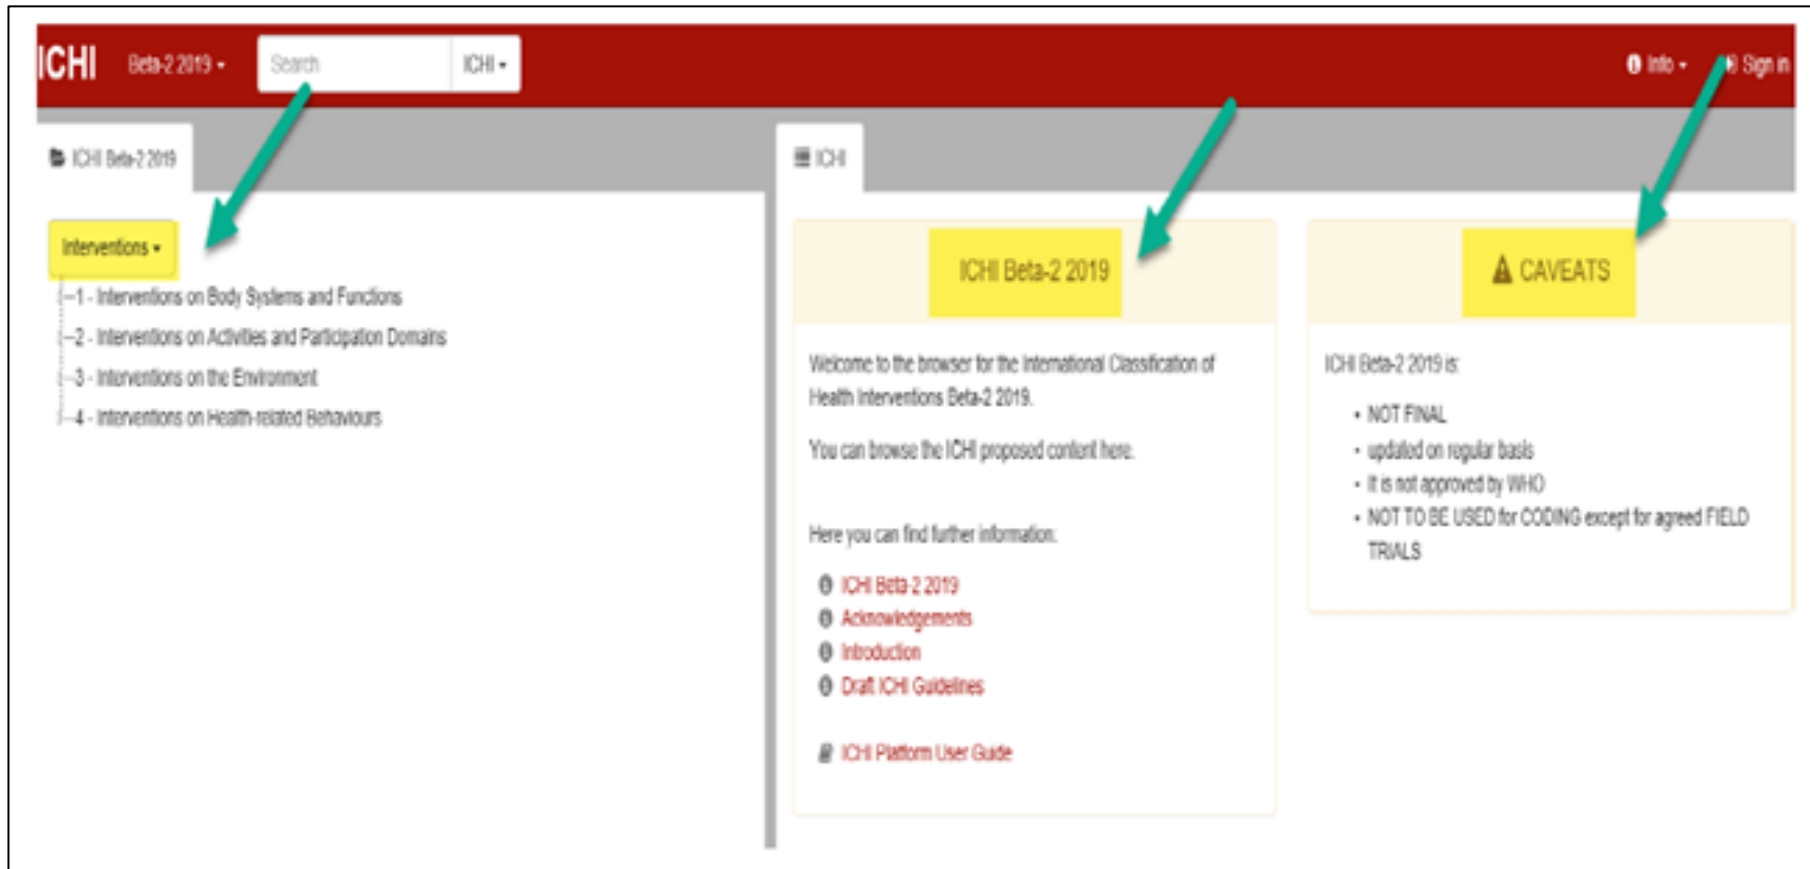 ICHI Beta-2 2019 Search ICHI Info Sign in
ICHI Beta-2 2019
ICHI
Interventions
1 - Interventions on Body Systems and Functions
2 - Interventions on Activities and Participation Domains
3 - Interventions on the Environment
4 - Interventions on Health-related Behaviours
ICHI Beta-2 2019
Welcome to the browser for the International Classification of
Health Interventions Beta-2 2019.
You can browse the ICHI proposed content here.
Here you can find further information:
ICHI Beta-2 2019
Acknowledgements
Introduction
Draft ICHI Guidelines
ICHI Platform User Guide
CAVEATS
ICHI Beta-2 2019 is:
• NOT FINAL
• updated on regular basis
• It is not approved by WHO
• NOT TO BE USED for CODING except for agreed FIELD
TRIALS